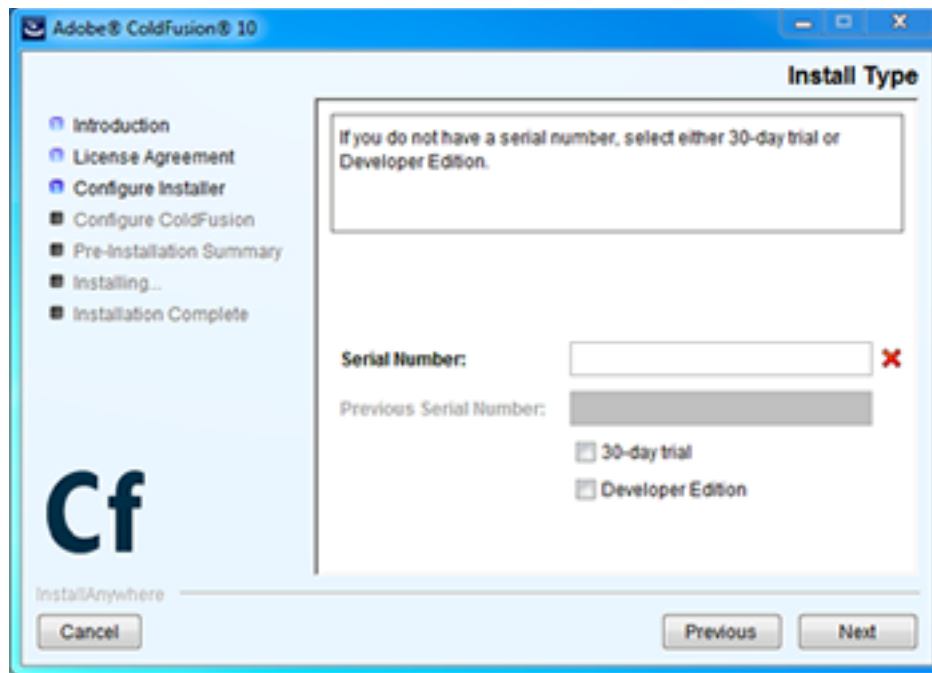 Adobe® ColdFusion® 10
Install Type
Introduction
License Agreement
Configure Installer
Configure ColdFusion
Pre-Installation Summary
Installing...
Installation Complete
If you do not have a serial number, select either 30-day trial or
Developer Edition.
Serial Number:
Previous Serial Number:
30-day trial
Developer Edition
Cf
InstallAnywhere
Cancel
Previous
Next